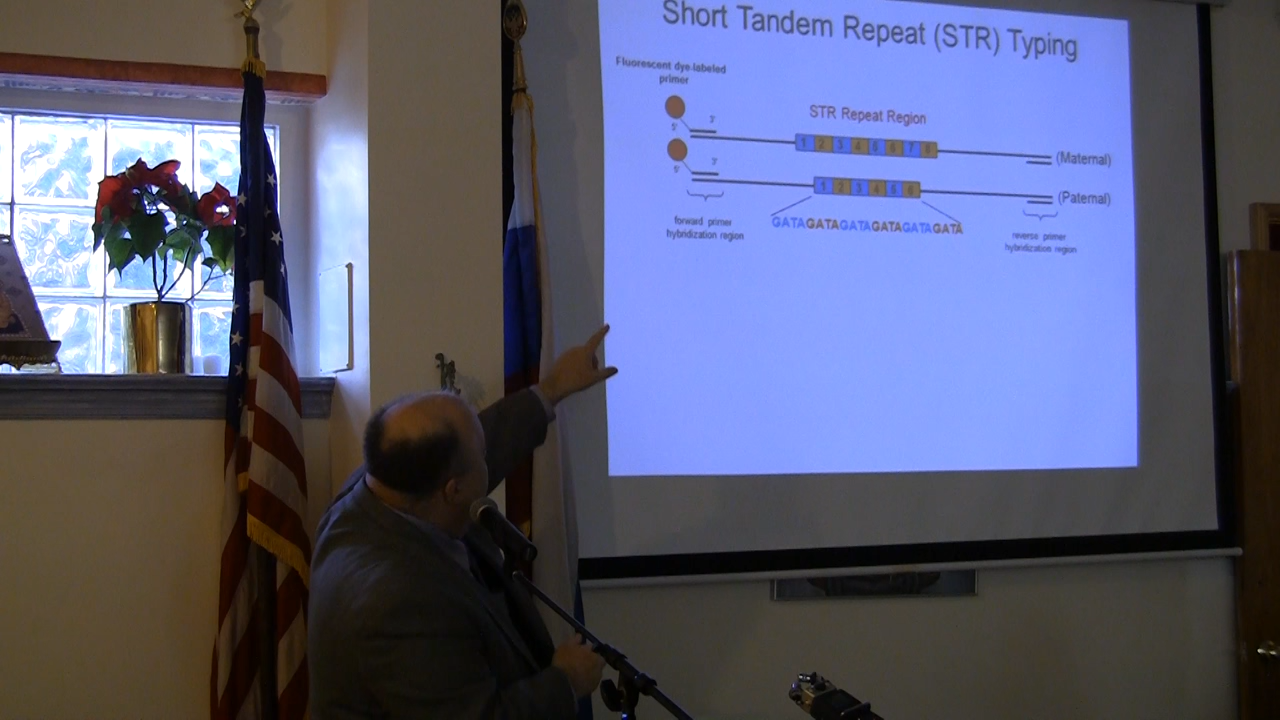 Short Tandem Repeat (STR) Typing
Fluorescent dye-labeled
primer
STR Repeat Region
3'
5'
1 2 3 4 5 6 7 8
(Maternal)
3'
5'
1 2 3 4 5 6
(Paternal)
GATAGATAGATAGATAGATAGATA
forward primer
hybridization region
reverse primer
hybridization region